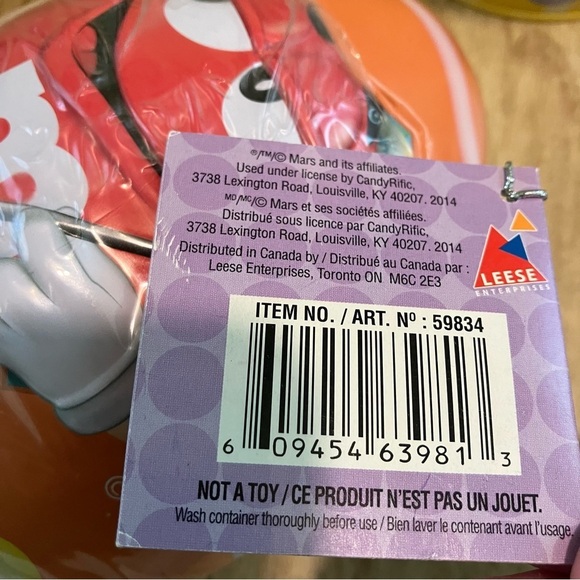 ®/™/© Mars and its affiliates.
Used under license by CandyRific,
3738 Lexington Road, Louisville, KY 40207. 2014
MD/MC/© Mars et ses sociétés affiliées.
Distribué sous licence par CandyRific,
3738 Lexington Road, Louisville, KY 40207. 2014
Distributed in Canada by / Distribué au Canada par :
Leese Enterprises, Toronto ON M6C 2E3
LEESE
ENTERPRISES
ITEM NO. / ART. Nº : 59834
6 09454 63981 3
NOT A TOY / CE PRODUIT N'EST PAS UN JOUET.
Wash container thoroughly before use / Bien laver le contenant avant l'usage.